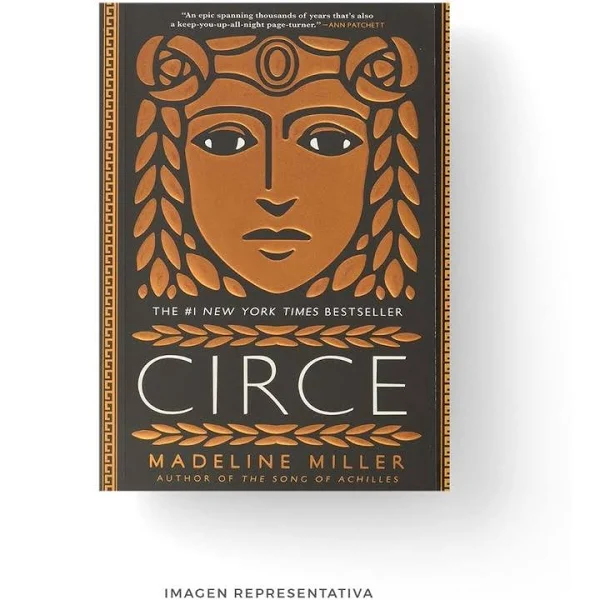 "An epic spanning thousands of years that's also
a keep-you-up-all-night page-turner." —ANN PATCHETT
THE #1 NEW YORK TIMES BESTSELLER
CIRCE
MADELINE MILLER
AUTHOR OF THE SONG OF ACHILLES
IMAGEN REPRESENTATIVA